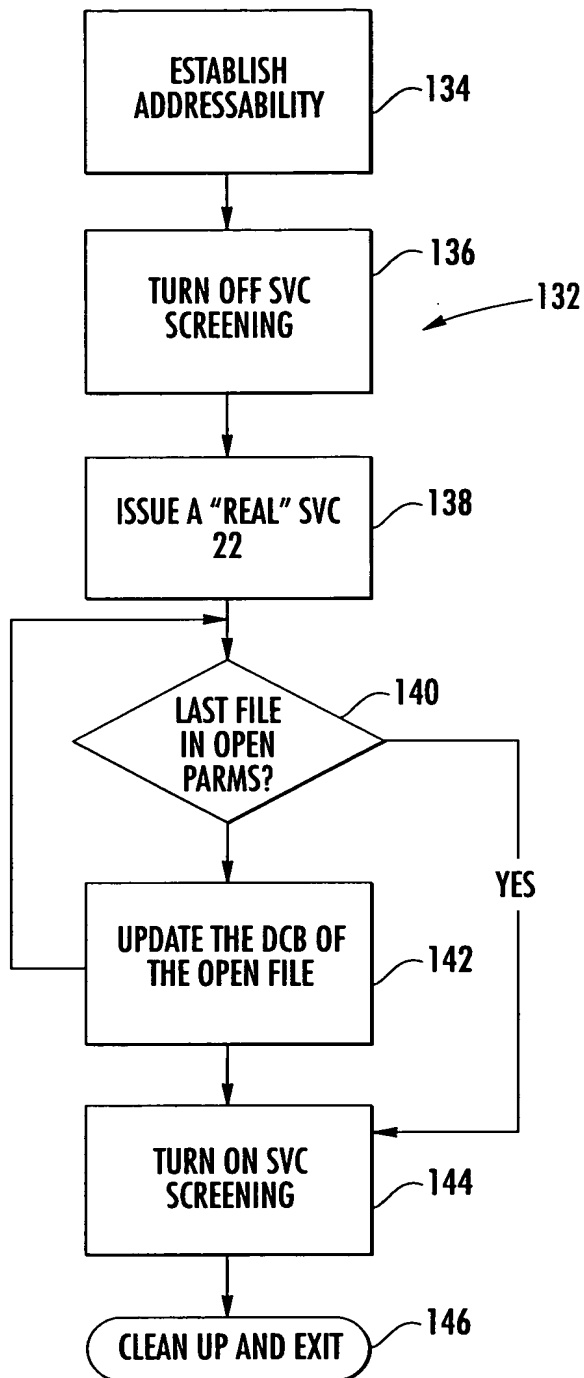 ESTABLISH
ADDRESSABILITY
134
136
TURN OFF SVC
SCREENING
132
ISSUE A “REAL” SVC
22
138
140
LAST FILE
IN OPEN
PARMS?
YES
UPDATE THE DCB OF
THE OPEN FILE
142
TURN ON SVC
SCREENING
144
CLEAN UP AND EXIT
146